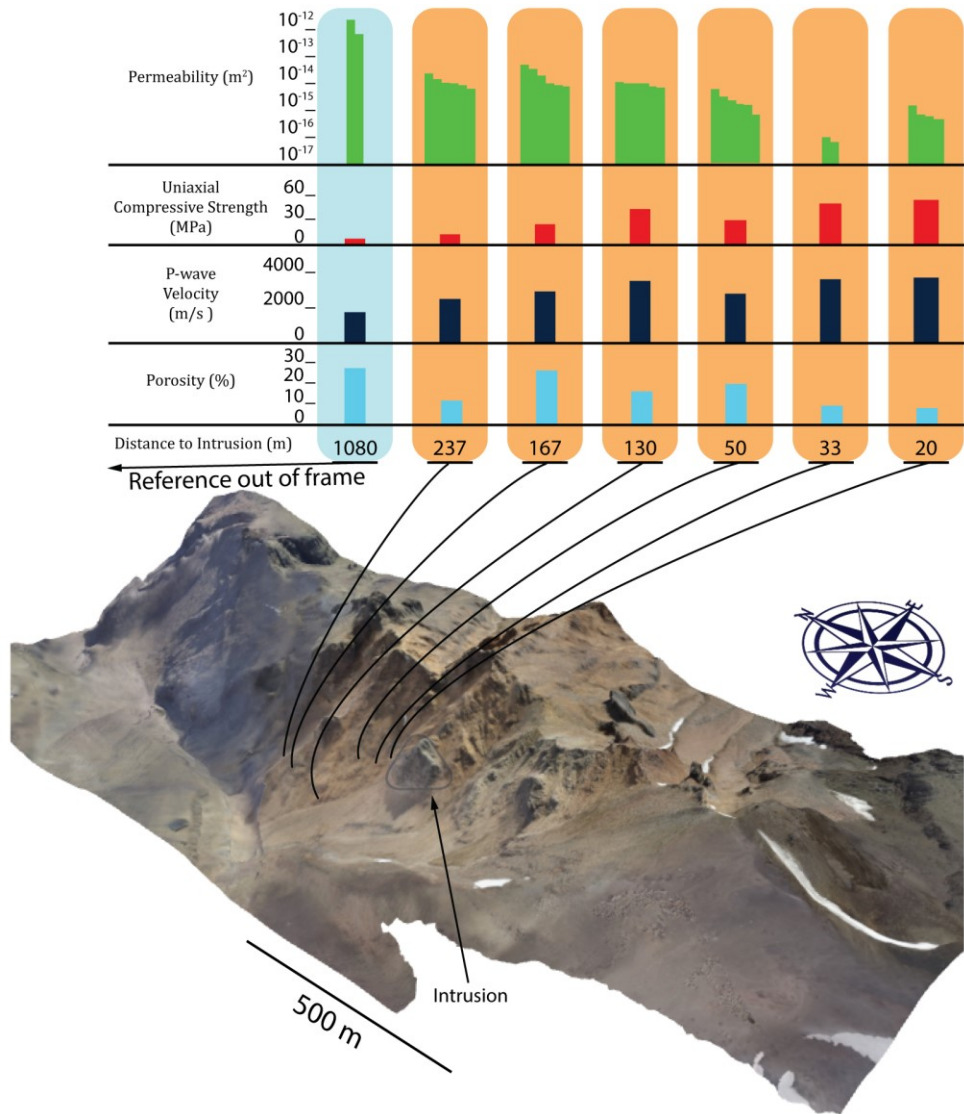 10-12
10-13
Permeability (m²)
10-14
10-15
10-16
10-17
Uniaxial
Compressive Strength
(MPa)
60
30
0
P-wave
Velocity
(m/s )
4000
2000
0
Porosity (%)
30
20
10
0
Distance to Intrusion (m) 1080 237 167 130 50 33 20
Reference out of frame
N E
W S
Intrusion
500 m